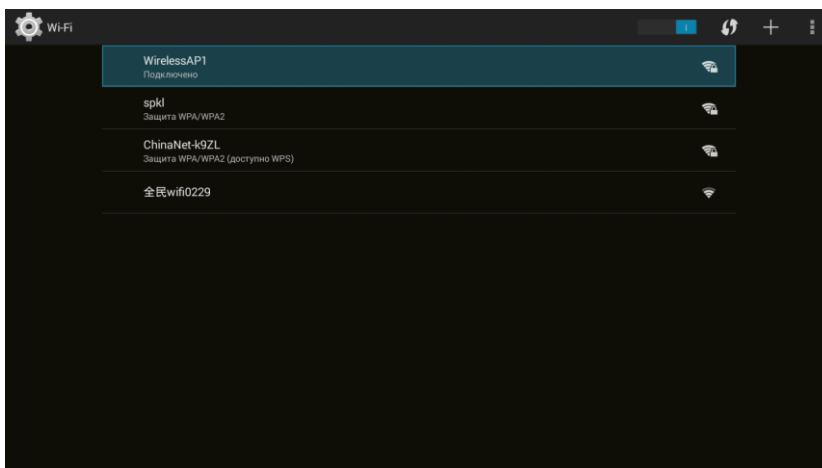 Wi-Fi
WirelessAP1
Подключено
spkl
Защита WPA/WPA2
ChinaNet-k9ZL
Защита WPA/WPA2 (доступно WPS)
全民wifi0229